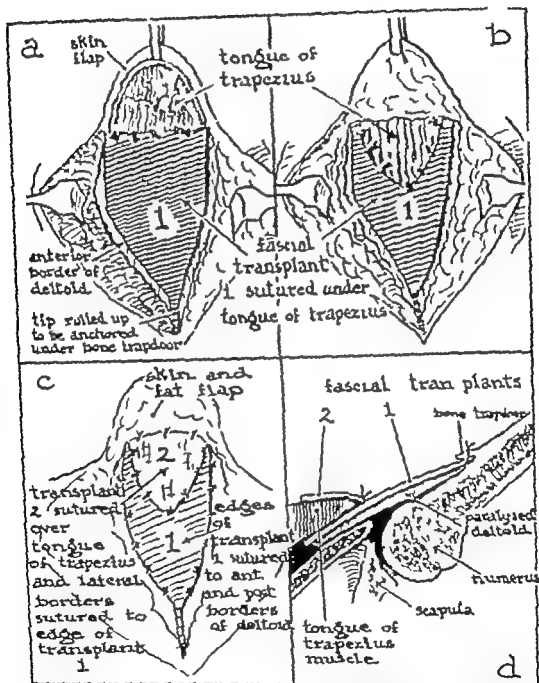 a
skin
flap
tongue of
trapezius
b
1
1
anterior
border of
deltoid
fascial
transplant
1 sutured under
tongue of trapezius
tip rolled up
to be anchored
under bone trapdoor
c
skin and
fat flap
2
1
transplant
2 sutured
over
tongue
of trapezius
and lateral
borders
sutured to
edge of
transplant
1
edges
of
transplant
1 sutured
to ant
and post
borders
of deltoid
fascial tran plants
2
1
bone
paralysed
deltoid
humerus
scapula
tongue of
trapezius
muscle
d